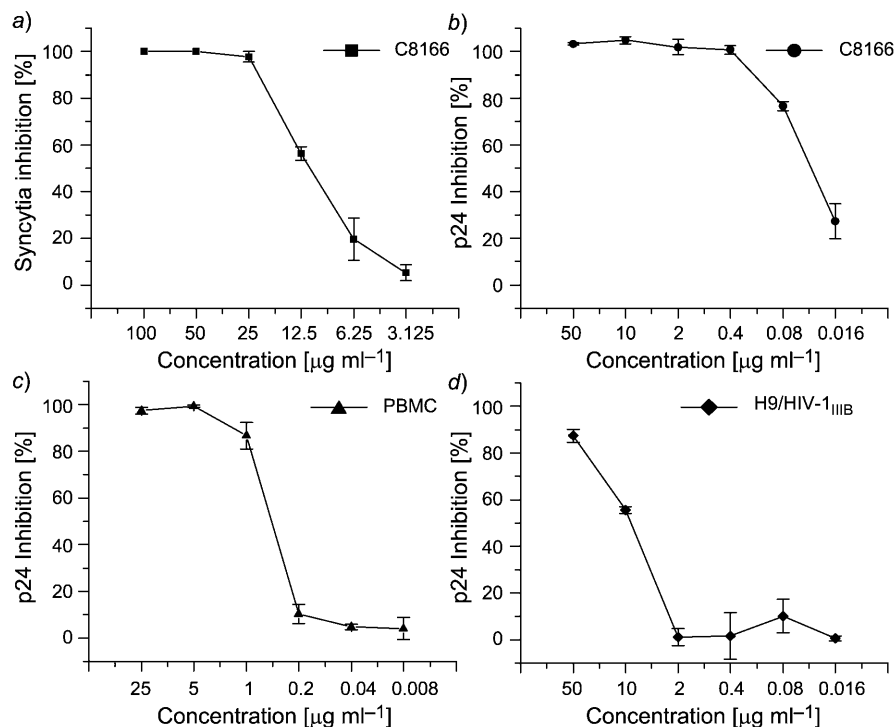 a)
C8166
Syncytia inhibition [%]
100
80
60
40
20
0
100 50 25 12.5 6.25 3.125
Concentration [μg ml–1]
b)
C8166
p24 Inhibition [%]
100
80
60
40
20
0
50 10 2 0.4 0.08 0.016
Concentration [μg ml–1]
c)
PBMC
p24 Inhibition [%]
100
80
60
40
20
0
25 5 1 0.2 0.04 0.008
Concentration [μg ml–1]
d)
H9/HIV-1IIIB
p24 Inhibition [%]
100
80
60
40
20
0
50 10 2 0.4 0.08 0.016
Concentration [μg ml–1]